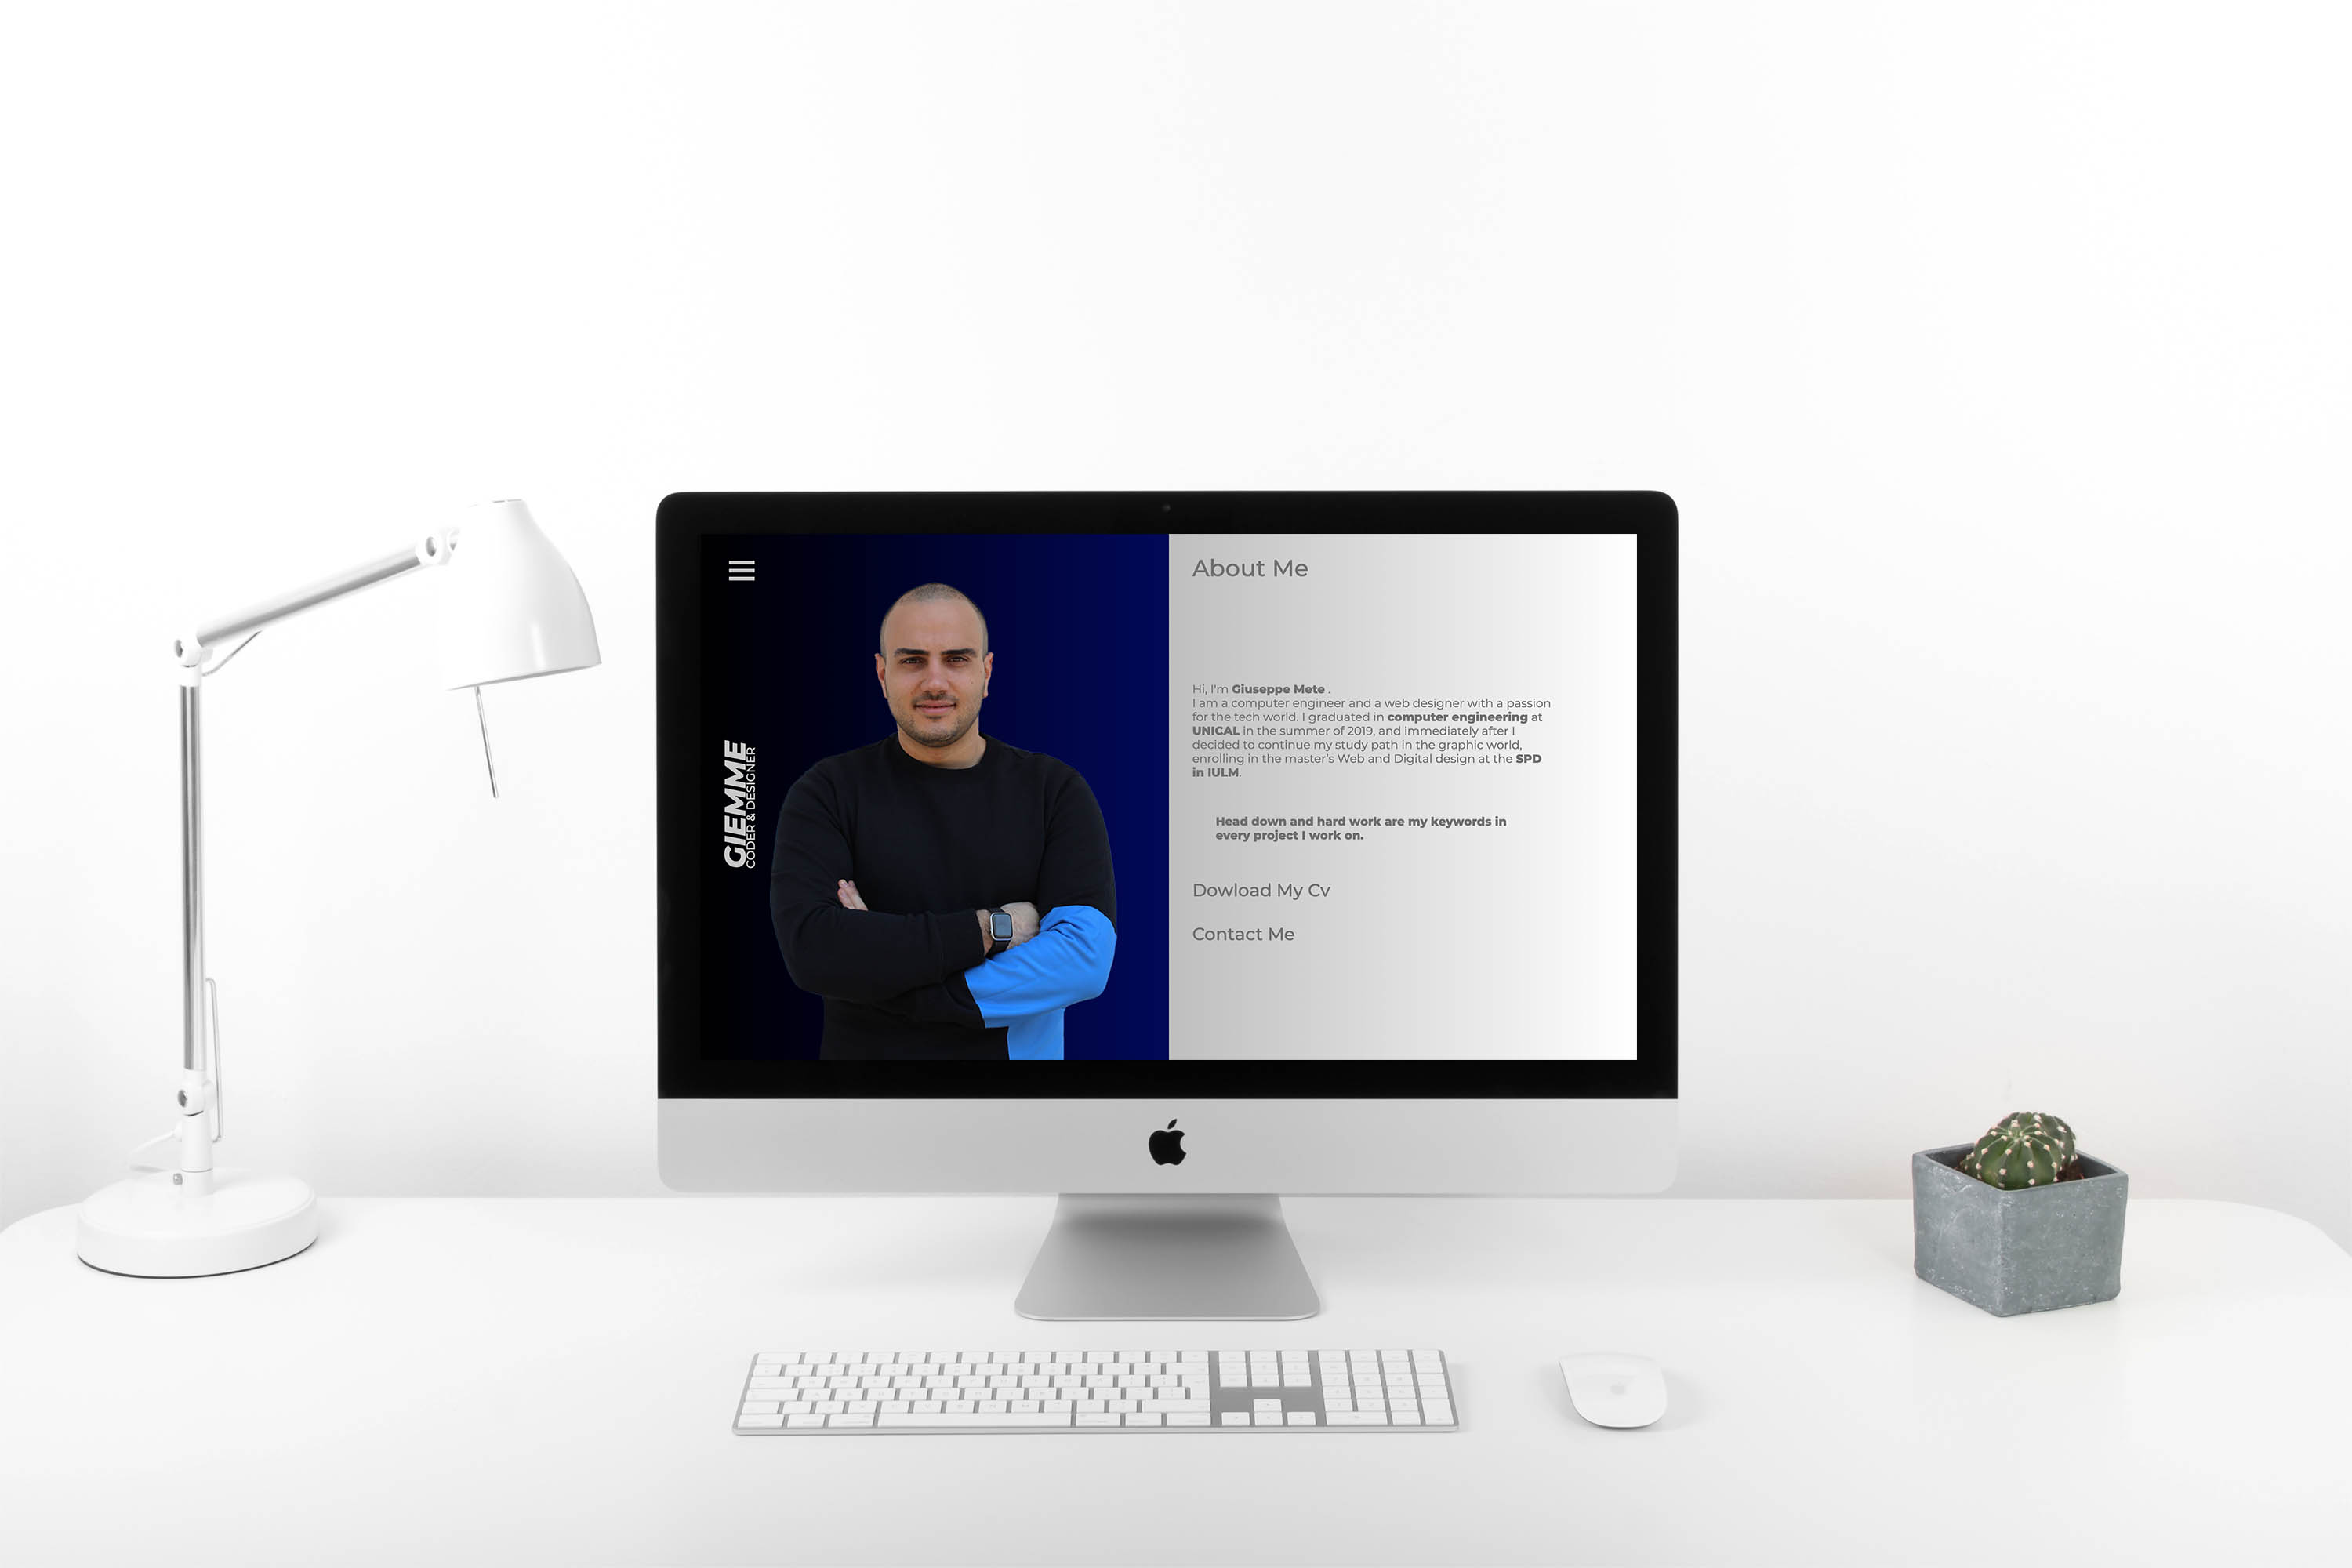 About Me
GIEMME
CODER & DESIGNER
Hi, I'm Giuseppe Mete .
I am a computer engineer and a web designer with a passion
for the tech world. I graduated in computer engineering at
UNICAL in the summer of 2019, and immediately after I
decided to continue my study path in the graphic world,
enrolling in the master's Web and Digital design at the SPD
in IULM.
Head down and hard work are my keywords in
every project I work on.
Dowload My Cv
Contact Me